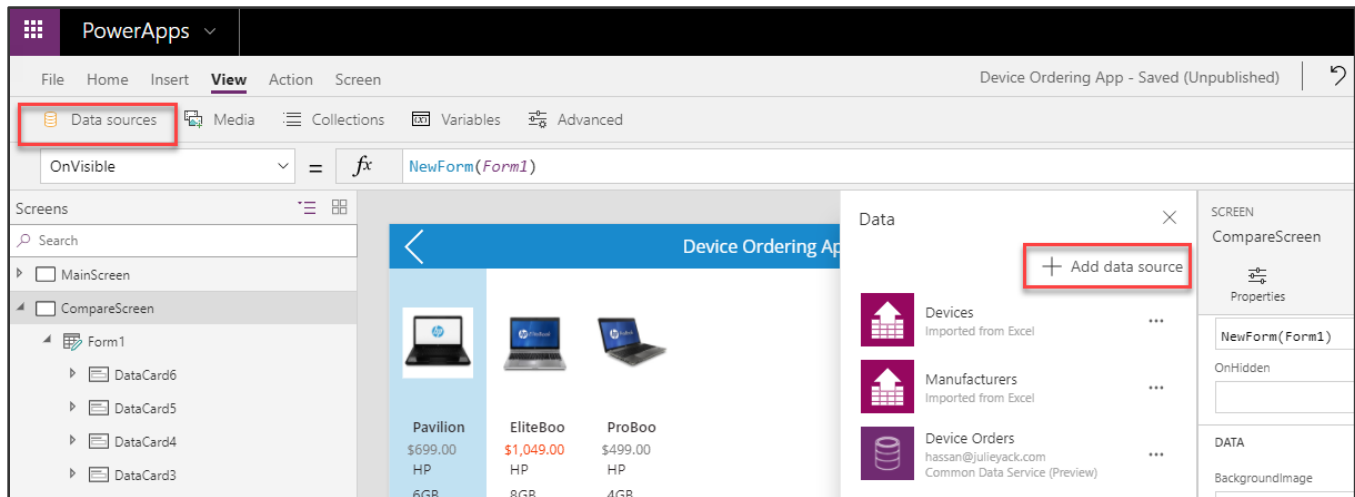 PowerApps
File Home Insert View Action Screen Device Ordering App - Saved (Unpublished)
Data sources Media Collections Variables Advanced
OnVisible = fx NewForm(Form1)
Screens
Search
MainScreen
CompareScreen
Form1
DataCard6
DataCard5
DataCard4
DataCard3
Device Ordering Ap
Pavilion EliteBoo ProBoo
$699.00 $1,049.00 $499.00
HP HP HP
6GB 8GB 4GB
Data
Add data source
Devices
Imported from Excel
Manufacturers
Imported from Excel
Device Orders
hassan@julieyack.com
Common Data Service (Preview)
SCREEN
CompareScreen
Properties
NewForm(Form1)
OnHidden
DATA
BackgroundImage